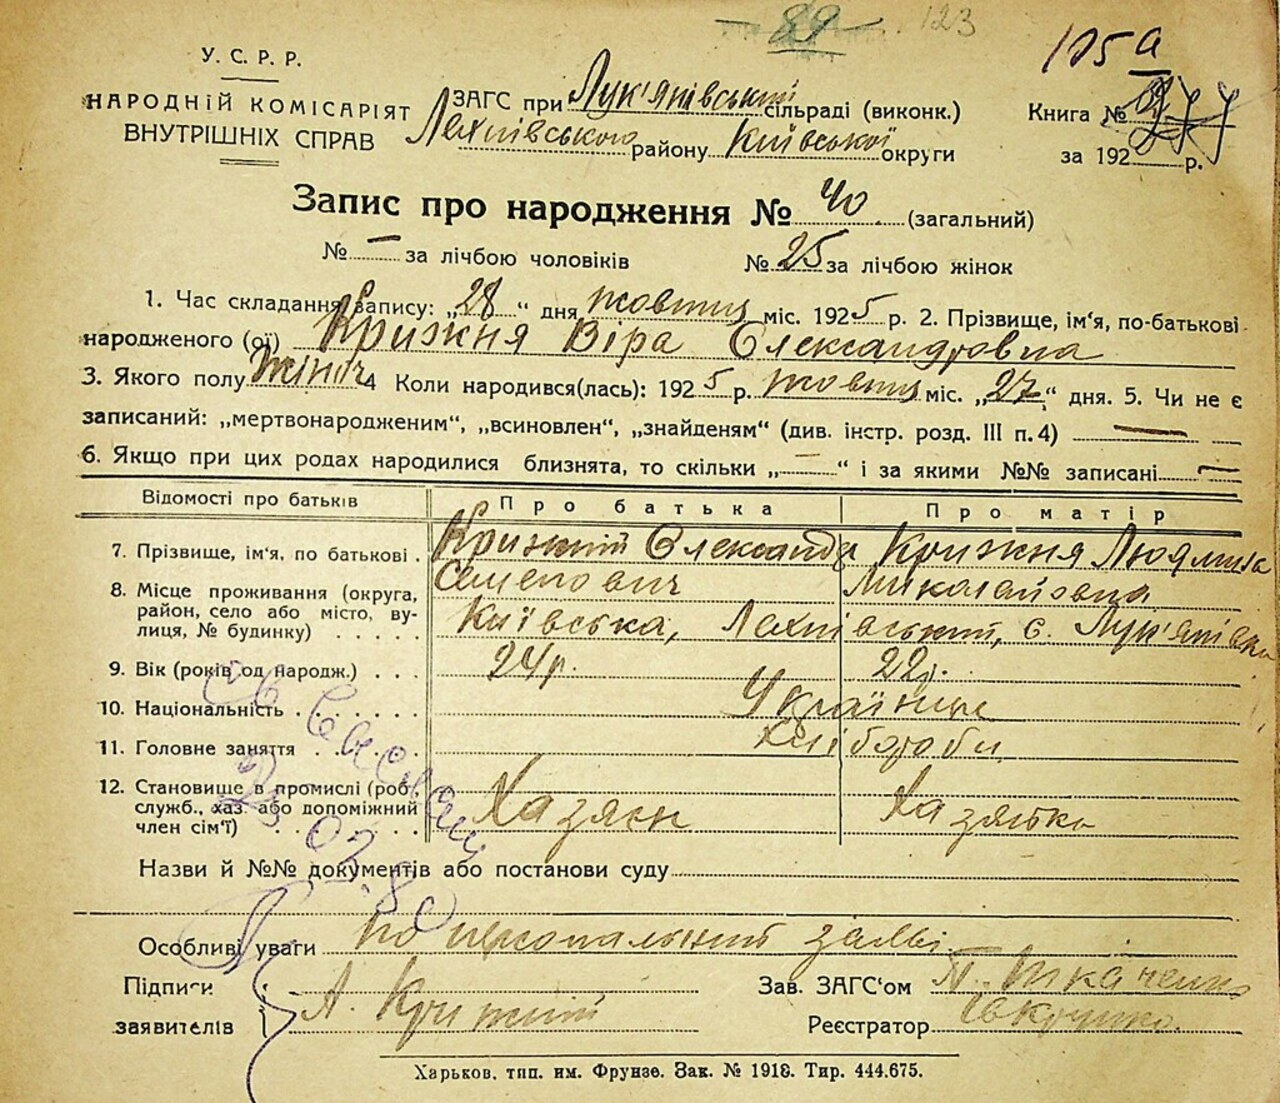 89 123
105 а
У. С. Р. Р.
НАРОДНІЙ КОМІСАРІЯТ
ВНУТРІШНІХ СПРАВ
ЗАГС при Лук'янівський сільраді (виконк.)
Лехнівського району Київської округи
Книга № 277
за 192 р.
Запис про народження № 40 (загальний)
№ — за лічбою чоловіків № 25 за лічбою жінок
1. Час складання запису: „28“ дня жовтня міс. 1925 р. 2. Прізвище, ім'я, по-батькові
народженого (ої) Крижня Віра Олександровна
3. Якого полу жіноч 4 Коли народився(лась): 1925 р. жовтня міс. „27“ дня. 5. Чи не є
записаний: „мертвонародженим“, „всиновлен“, „знайденям“ (див. інстр. розд. III п. 4) —
6. Якщо при цих родах народилися близнята, то скільки „—“ і за якими №№ записані —
Відомості про батьків Про батька Про матір
7. Прізвище, ім'я, по батькові . Крижній Олександр Крижня Людмила
Семенович Миколаївна
8. Місце проживання (округа, район, село або місто, вулиця, № будинку) . . . . . Київська, Лехнівський, с. Лук'янівка
9. Вік (років од народж.) . . . 24 р. 22 р.
10. Національність . . . . . . . Українці
11. Головне заняття . . . . . . Хлібороби
12. Становище в промислі (роб., служб., хаз. або допоміжний член сім'ї) Хазяїн Хазяйка
Назви й №№ документів або постанови суду
03.80
Особливі уваги по персональний заяві
Підписи
заявителів А. Крижній
Зав. ЗАГС'ом П. Ткаченко
Реєстратор
Харьков, тип. им. Фрунзе. Зак. № 1918. Тир. 444.675.